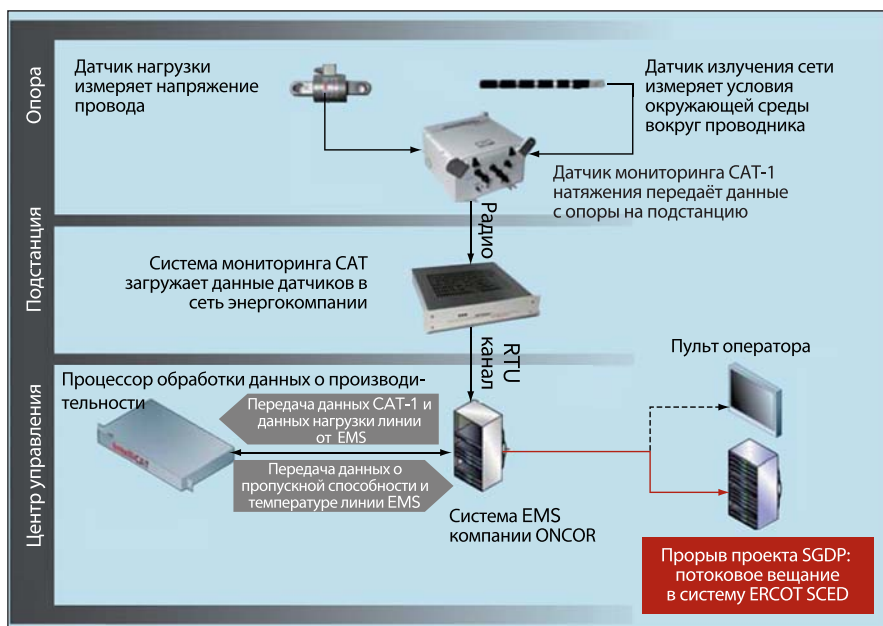 Опора
Датчик нагрузки
измеряет напряжение
провода
Датчик излучения сети
измеряет условия
окружающей среды
вокруг проводника
Датчик мониторинга CAT-1
натяжения передаёт данные
с опоры на подстанцию
Радио
Подстанция
Система мониторинга CAT
загружает данные датчиков в
сеть энергокомпании
RTU
канал
Центр управления
Процессор обработки данных о производи-
тельности
Передача данных CAT-1 и
данных нагрузки линии
от EMS
Передача данных о
пропускной способности и
температуре линии EMS
Система EMS
компании ONCOR
Пульт оператора
Прорыв проекта SGDP:
потоковое вещание
в систему ERCOT SCED